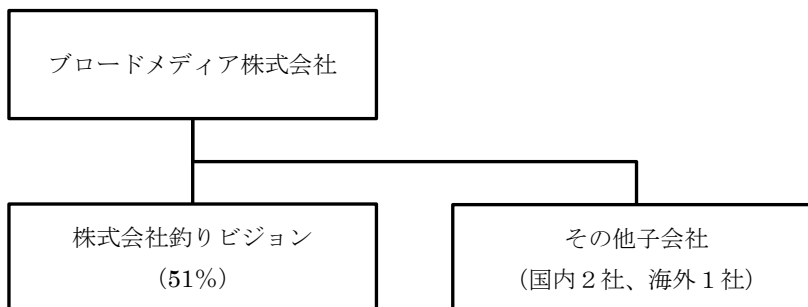 ブロードメディア株式会社
株式会社釣りビジョン
（51%）
その他子会社
（国内２社、海外１社）